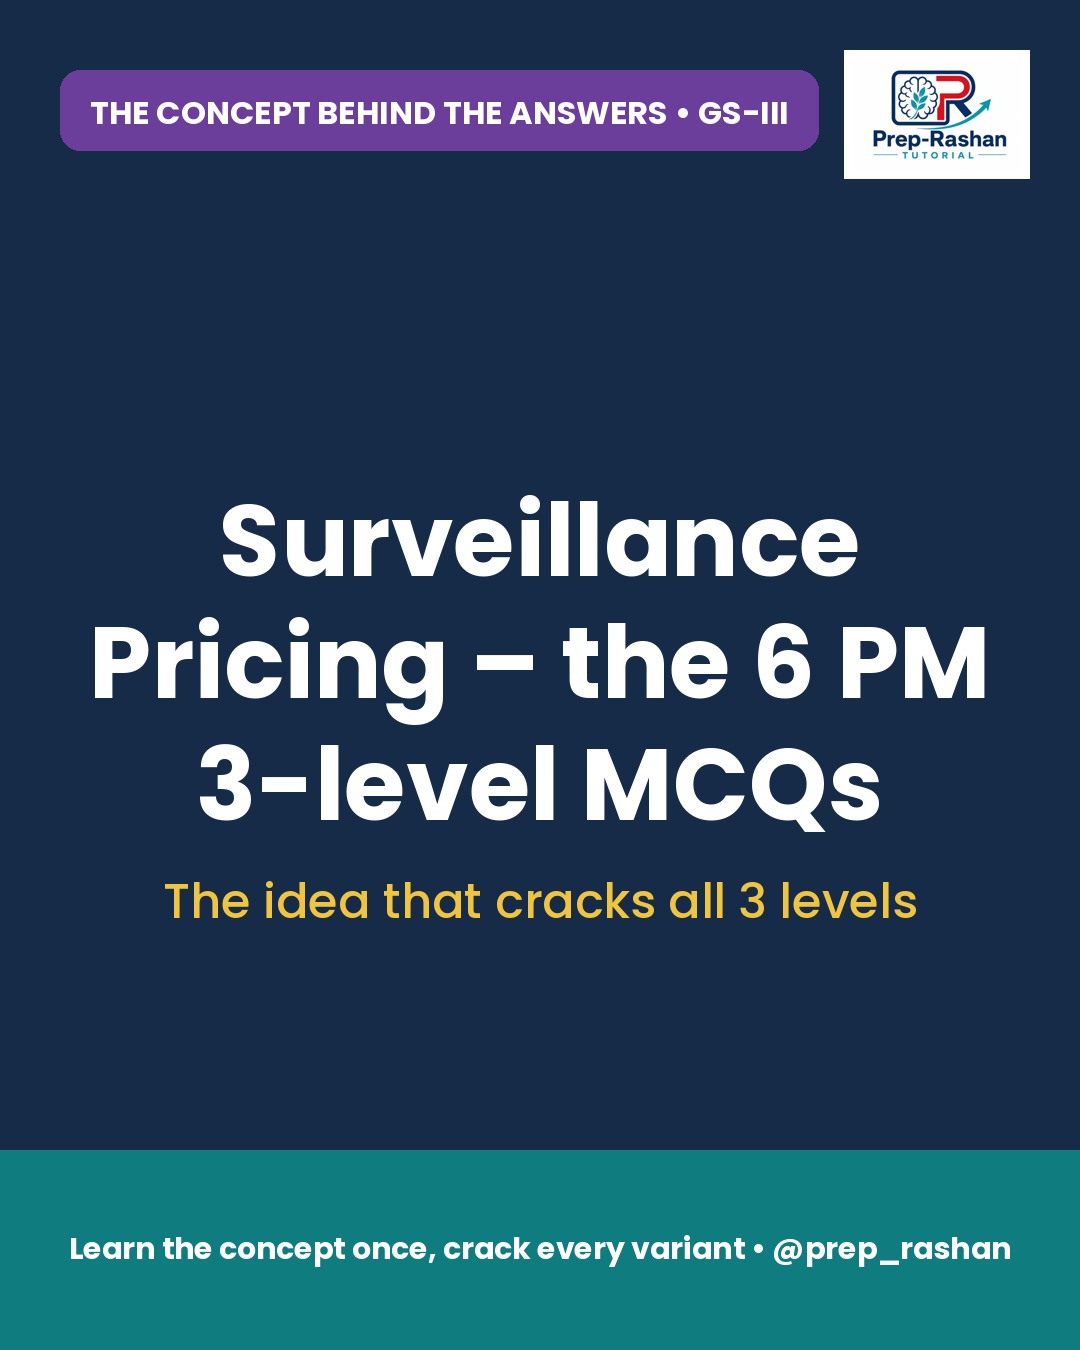 THE CONCEPT BEHIND THE ANSWERS • GS-III
PR
Prep-Rashan
TUTORIAL
Surveillance
Pricing – the 6 PM
3-level MCQs
The idea that cracks all 3 levels
Learn the concept once, crack every variant • @prep_rashan